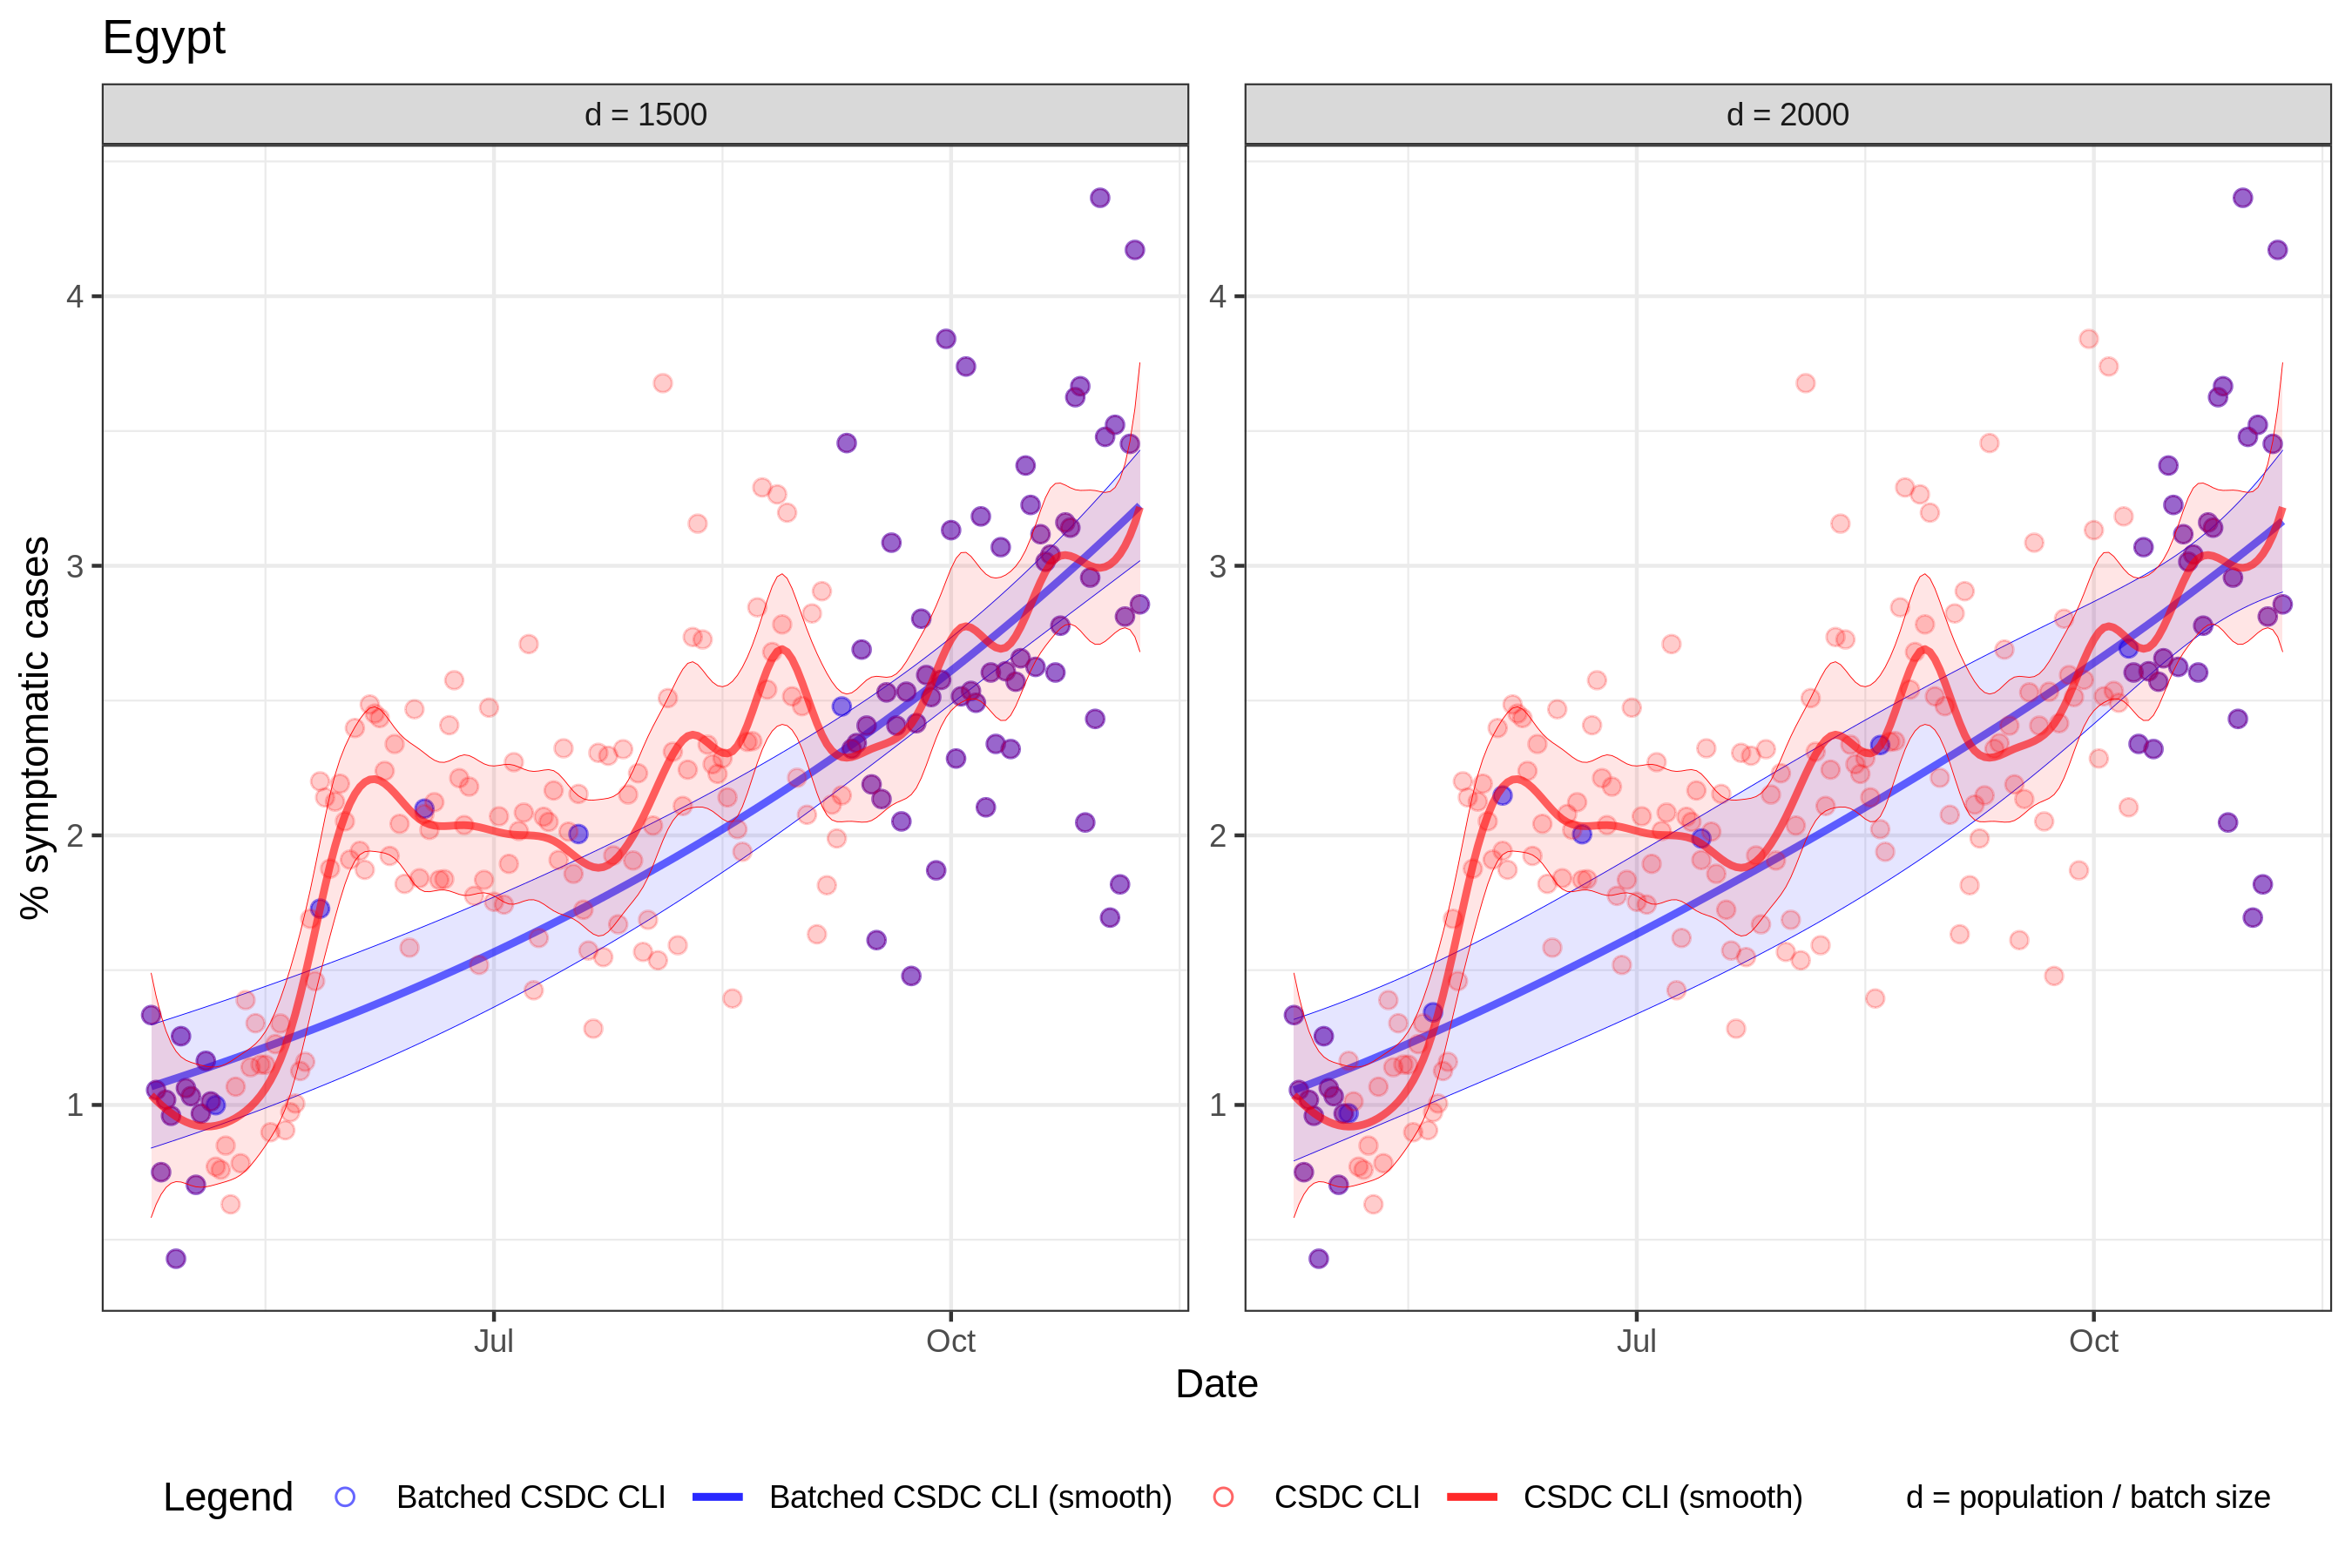 Egypt
d = 1500
d = 2000
% symptomatic cases
4
3
2
1
4
3
2
1
Jul
Oct
Jul
Oct
Date
Legend
Batched CSDC CLI
Batched CSDC CLI (smooth)
CSDC CLI
CSDC CLI (smooth)
d = population / batch size